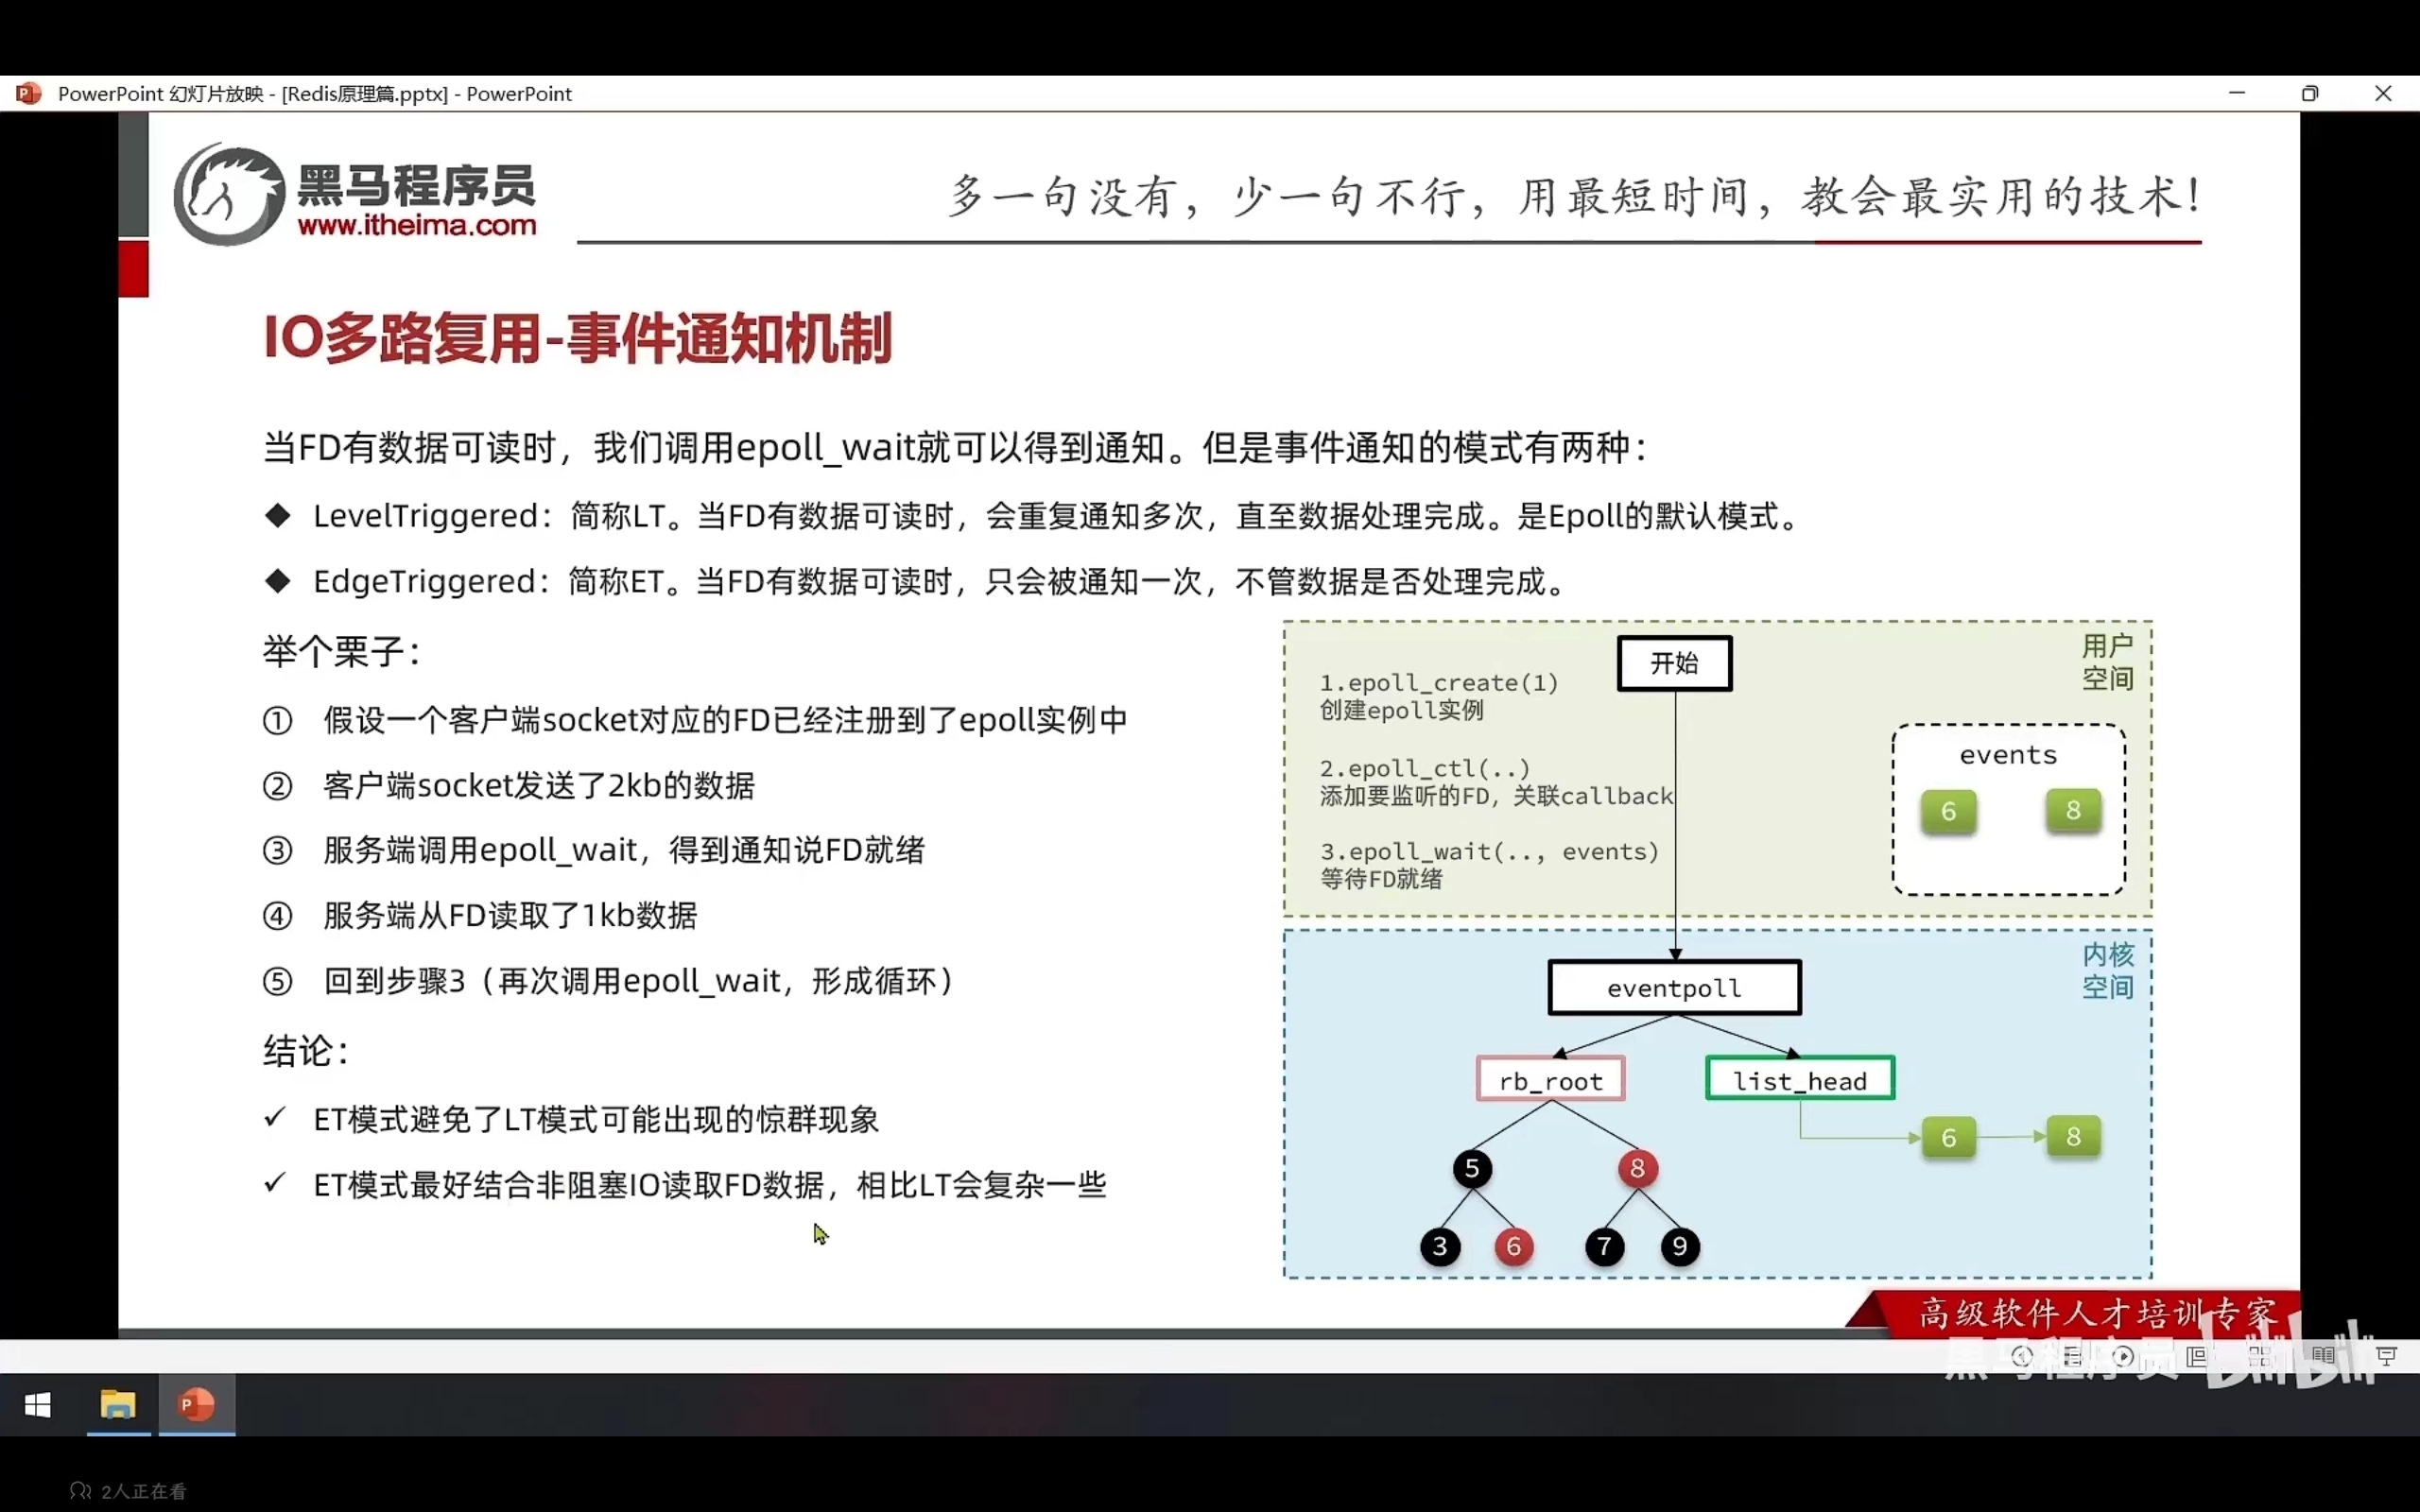 PowerPoint 幻灯片放映 - [Redis原理篇.pptx] - PowerPoint
黑马程序员
www.itheima.com
多一句没有，少一句不行，用最短时间，教会最实用的技术！
IO多路复用-事件通知机制
当FD有数据可读时，我们调用epoll_wait就可以得到通知。但是事件通知的模式有两种：
◆ LevelTriggered：简称LT。当FD有数据可读时，会重复通知多次，直至数据处理完成。是Epoll的默认模式。
◆ EdgeTriggered：简称ET。当FD有数据可读时，只会被通知一次，不管数据是否处理完成。
举个栗子：
① 假设一个客户端socket对应的FD已经注册到了epoll实例中
② 客户端socket发送了2kb的数据
③ 服务端调用epoll_wait，得到通知说FD就绪
④ 服务端从FD读取了1kb数据
⑤ 回到步骤3（再次调用epoll_wait，形成循环）
结论：
✓ ET模式避免了LT模式可能出现的惊群现象
✓ ET模式最好结合非阻塞IO读取FD数据，相比LT会复杂一些
开始
用户
空间
1.epoll_create(1)
创建epoll实例
2.epoll_ctl(..)
添加要监听的FD，关联callback
3.epoll_wait(.., events)
等待FD就绪
events
6 8
内核
空间
eventpoll
rb_root
list_head
6 8
5 8
3 6 7 9
高级软件人才培训专家
黑马程序员 bilibili
2人正在看